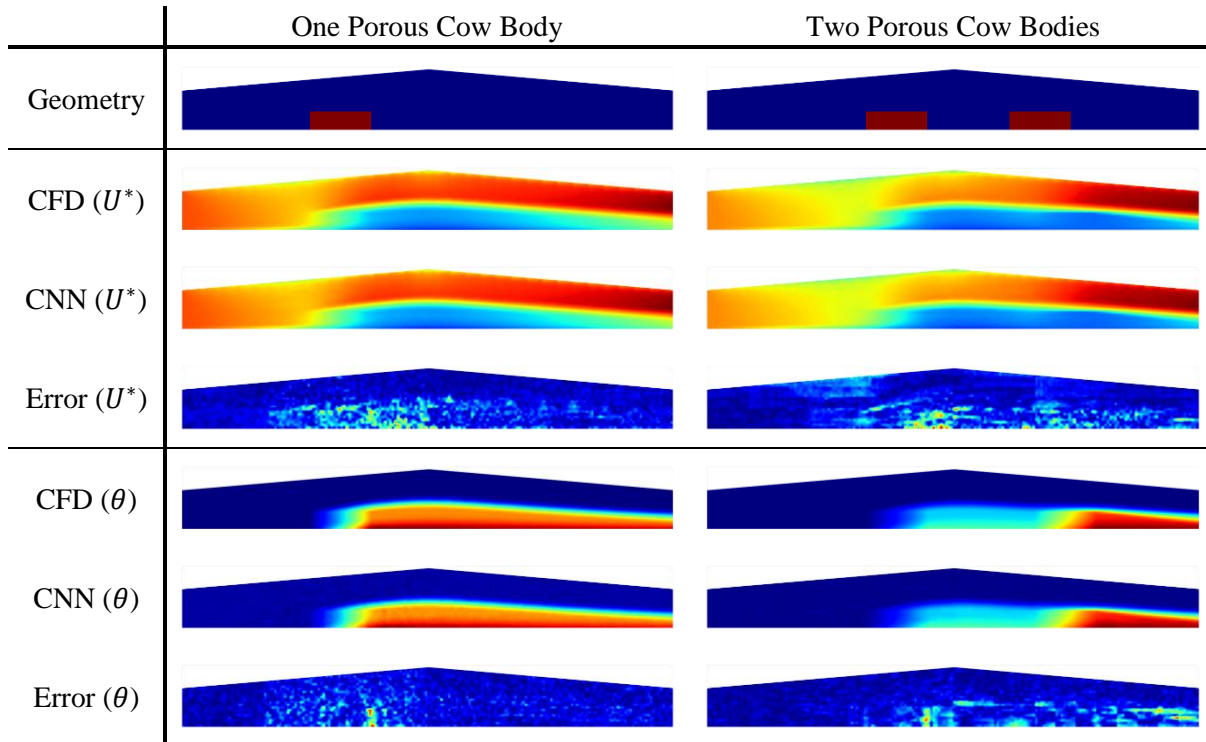 One Porous Cow Body
Two Porous Cow Bodies
Geometry
CFD (𝑈*)
CNN (𝑈*)
Error (𝑈*)
CFD (𝜃)
CNN (𝜃)
Error (𝜃)